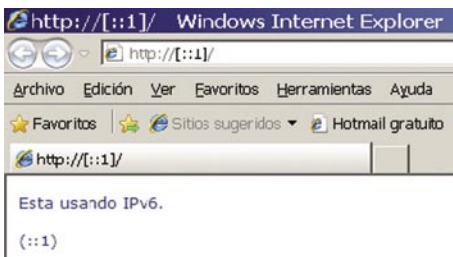 http://[::1]/ Windows Internet Explorer
http://[::1]/
Archivo Edición Ver Favoritos Herramientas Ayuda
Favoritos Sitios sugeridos Hotmail gratuito
http://[::1]/
Esta usando IPv6.
(::1)